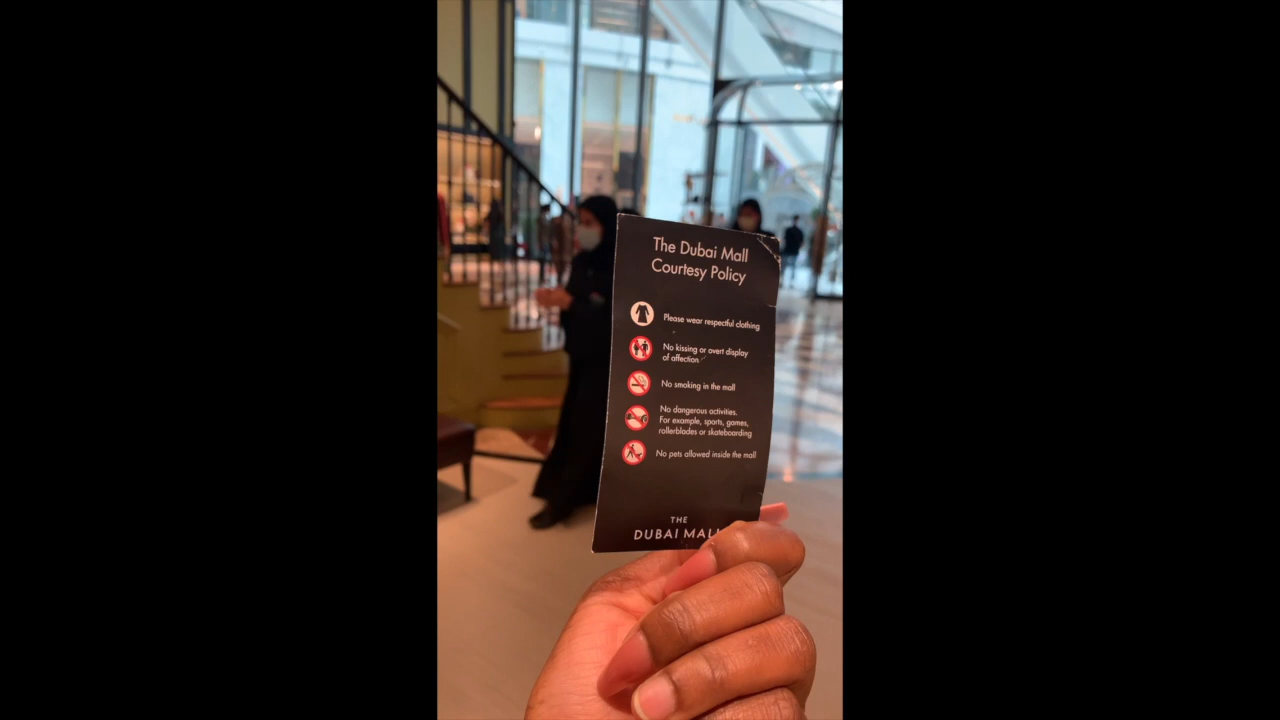 The Dubai Mall
Courtesy Policy
Please wear respectful clothing
No kissing or overt display
of affection
No smoking in the mall
No dangerous activities.
For example, sports, games,
rollerblades or skateboarding
No pets allowed inside the mall
THE
DUBAI MALL